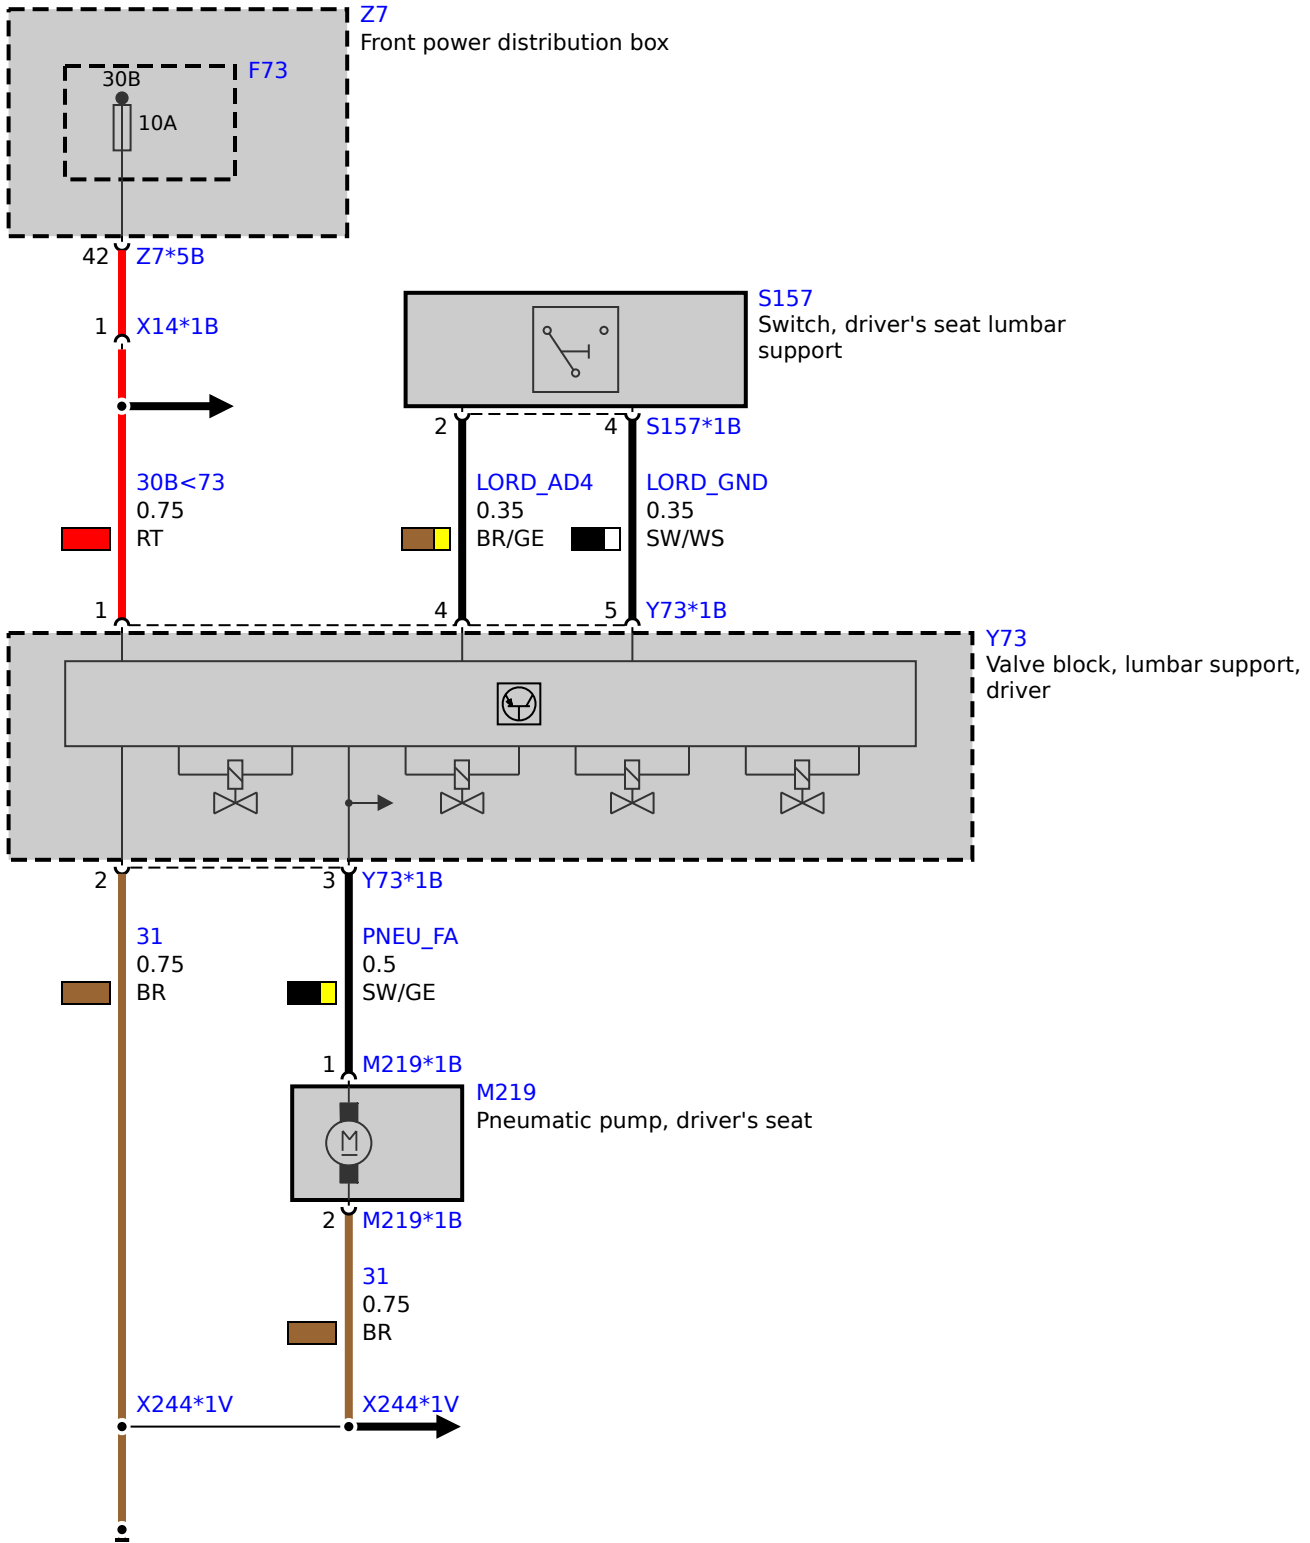 Z7
Front power distribution box
F73
30B
10A
42 Z7*5B
1 X14*1B
S157
Switch, driver's seat lumbar
support
2 4 S157*1B
30B<73
0.75
RT
LORD_AD4
0.35
BR/GE
LORD_GND
0.35
SW/WS
1 4 5 Y73*1B
Y73
Valve block, lumbar support,
driver
2 3 Y73*1B
31
0.75
BR
PNEU_FA
0.5
SW/GE
1 M219*1B
M219
Pneumatic pump, driver's seat
M
2 M219*1B
31
0.75
BR
X244*1V X244*1V